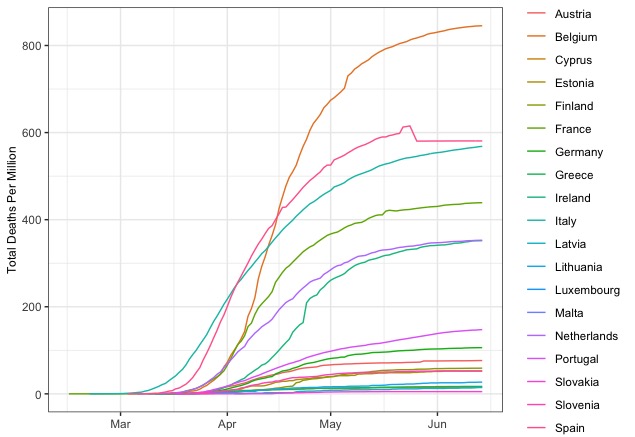 Total Deaths Per Million
800
600
400
200
0
Mar
Apr
May
Jun
Austria
Belgium
Cyprus
Estonia
Finland
France
Germany
Greece
Ireland
Italy
Latvia
Lithuania
Luxembourg
Malta
Netherlands
Portugal
Slovakia
Slovenia
Spain